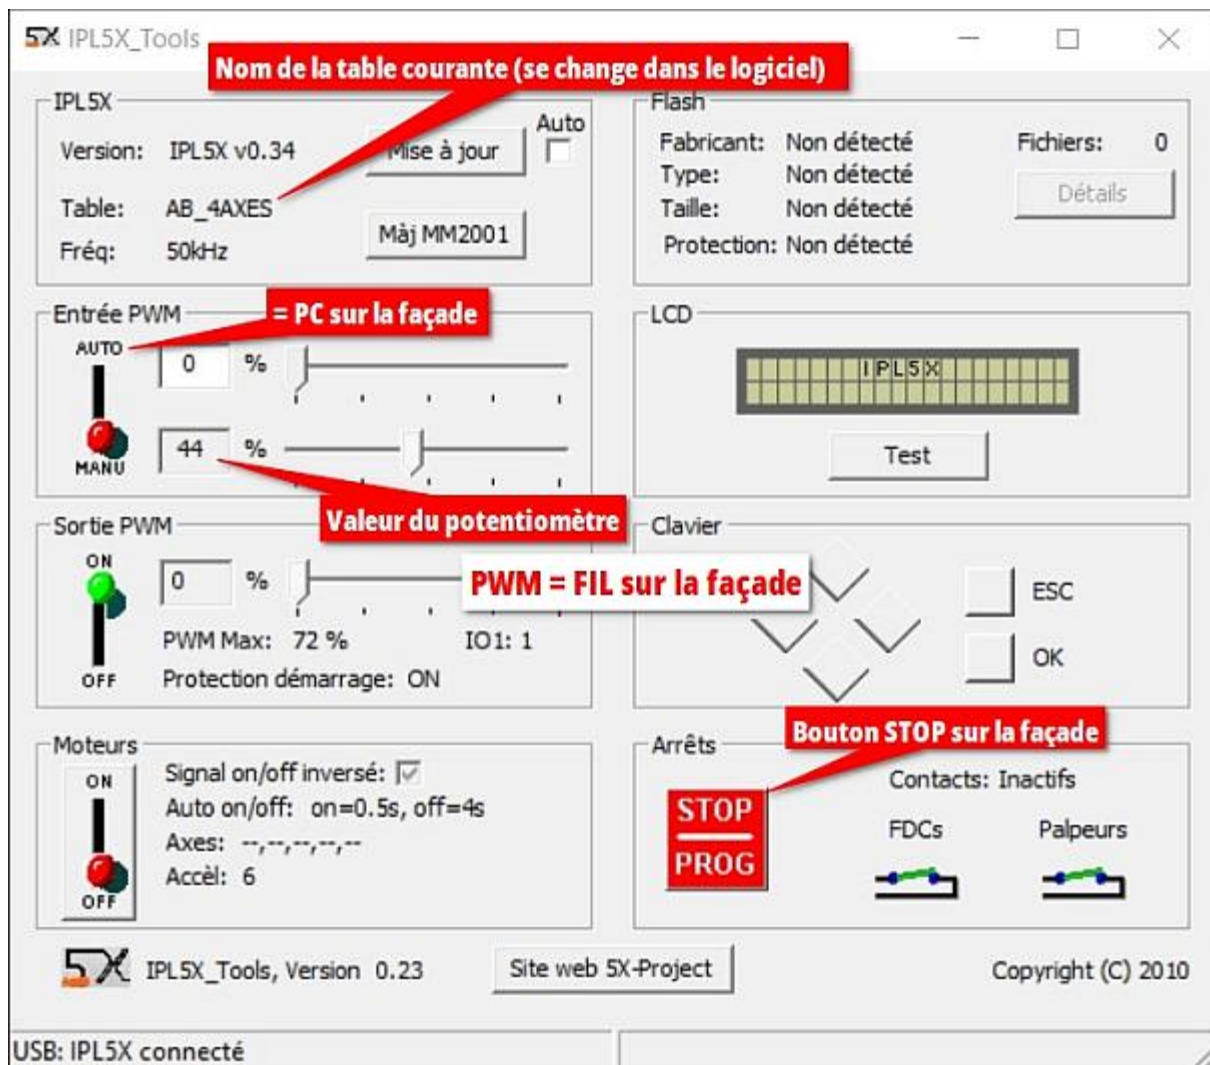 5X IPL5X_Tools
Nom de la table courante (se change dans le logiciel)
IPL5X
Version: IPL5X v0.34
Mise à jour
Auto
Table: AB_4AXES
Fréq: 50kHz
Màj MM2001
Flash
Fabricant: Non détecté
Fichiers: 0
Type: Non détecté
Taille: Non détecté
Détails
Protection: Non détecté
Entrée PWM
= PC sur la façade
AUTO
0 %
44 %
MANU
Valeur du potentiomètre
LCD
IPL5X
Test
Sortie PWM
ON
0 %
PWM = FIL sur la façade
PWM Max: 72 %
IO1: 1
OFF
Protection démarrage: ON
Clavier
ESC
OK
Moteurs
ON
Signal on/off inversé:
Auto on/off: on=0.5s, off=4s
Axes: --,--,--,--,--
Accèl: 6
OFF
Bouton STOP sur la façade
Arrêts
Contacts: Inactifs
STOP
PROG
FDCs
Palpeurs
5X IPL5X_Tools, Version 0.23
Site web 5X-Project
Copyright (C) 2010
USB: IPL5X connecté